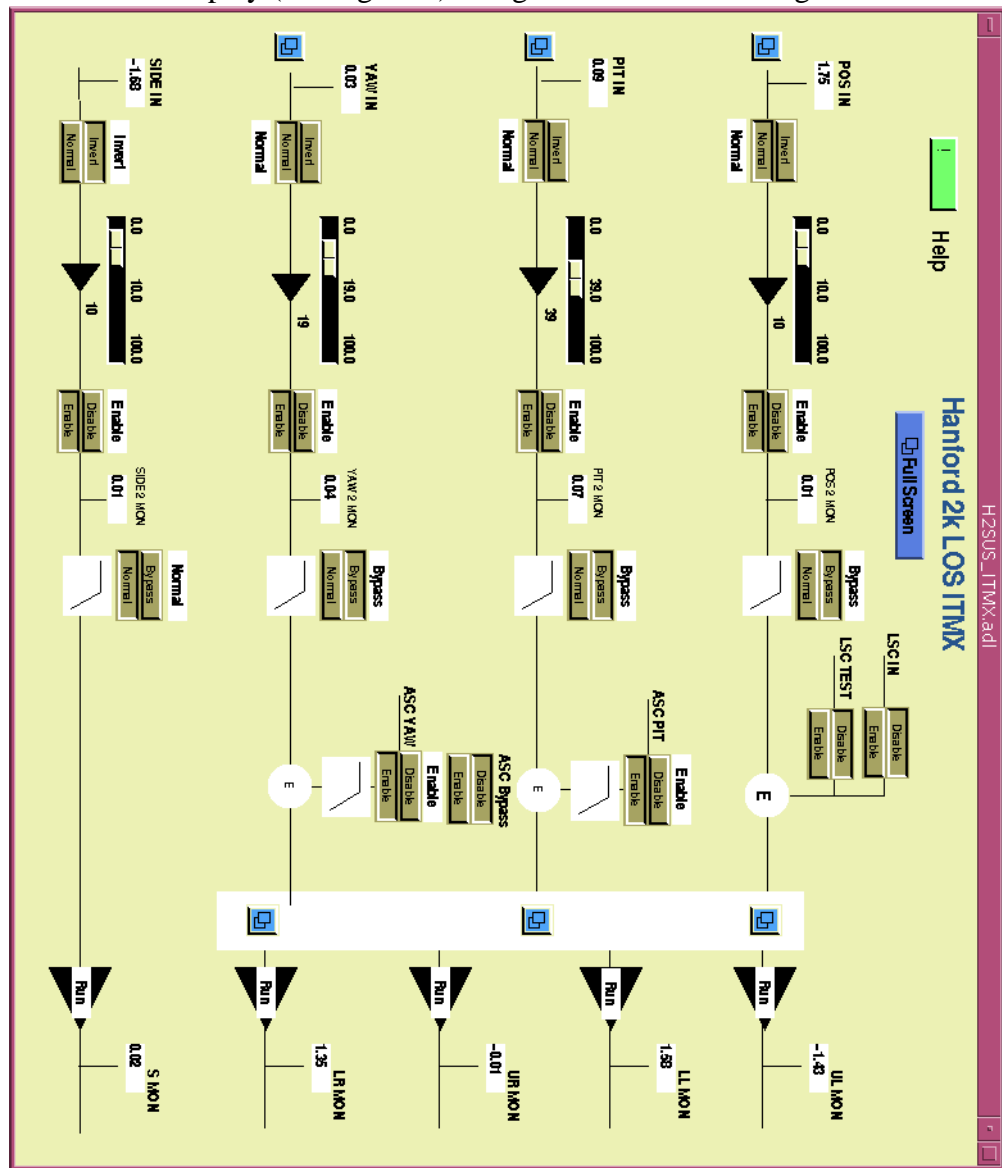 H2SUS_ITMX.adl
Hanford 2k LOS ITMX
!
Help
Full Screen
LSC IN
Disable
Enable
LSC TEST
Disable
Enable
POS IN
1.75
Invert
Normal
Normal
0.0 10.0 100.0
10
Enable
Disable
Enable
POS 2 MON
0.01
Bypass
Bypass
Normal
E
Run
UL MON
-1.43
PIT IN
0.09
Invert
Normal
Normal
0.0 39.0 100.0
39
Enable
Disable
Enable
PIT 2 MON
0.07
Bypass
Bypass
Normal
ASC PIT
Enable
Disable
Enable
E
Run
LL MON
1.58
ASC Bypass
Disable
Enable
Run
UR MON
-0.01
YAW IN
0.03
Invert
Normal
Normal
0.0 19.0 100.0
19
Enable
Disable
Enable
YAW 2 MON
0.04
Bypass
Bypass
Normal
ASC YAW
Enable
Disable
Enable
E
Run
LR MON
1.35
SIDE IN
-1.68
Invert
Invert
Normal
0.0 10.0 100.0
10
Enable
Disable
Enable
SIDE 2 MON
0.01
Normal
Bypass
Normal
Run
S MON
0.02